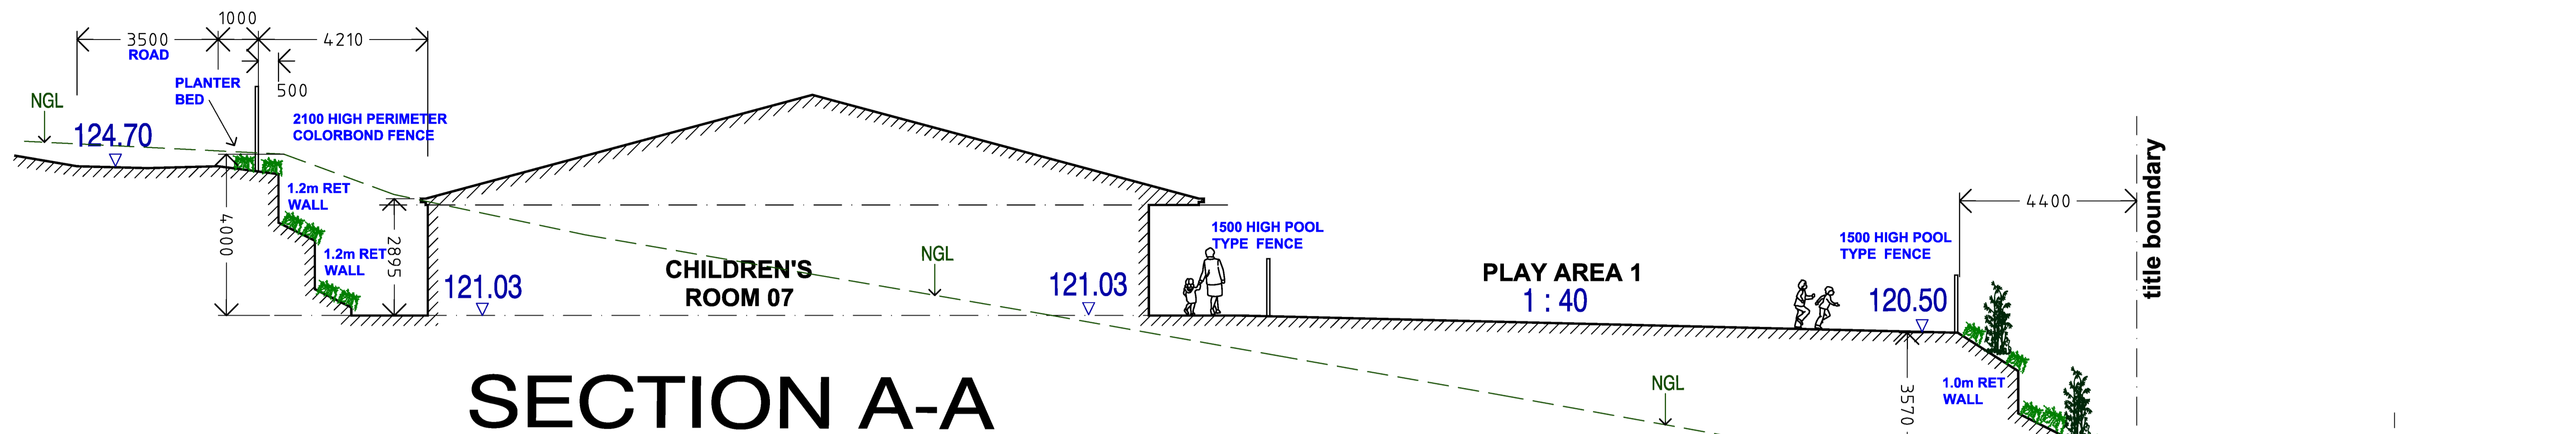 1000
3500
4210
ROAD
500
PLANTER
BED
NGL
2100 HIGH PERIMETER
COLORBOND FENCE
124.70
1.2m RET
WALL
4000
1.2m RET
WALL
2895
121.03
CHILDREN'S
ROOM 07
NGL
121.03
1500 HIGH POOL
TYPE FENCE
PLAY AREA 1
1 : 40
1500 HIGH POOL
TYPE FENCE
120.50
4400
title boundary
NGL
3570
1.0m RET
WALL
SECTION A-A